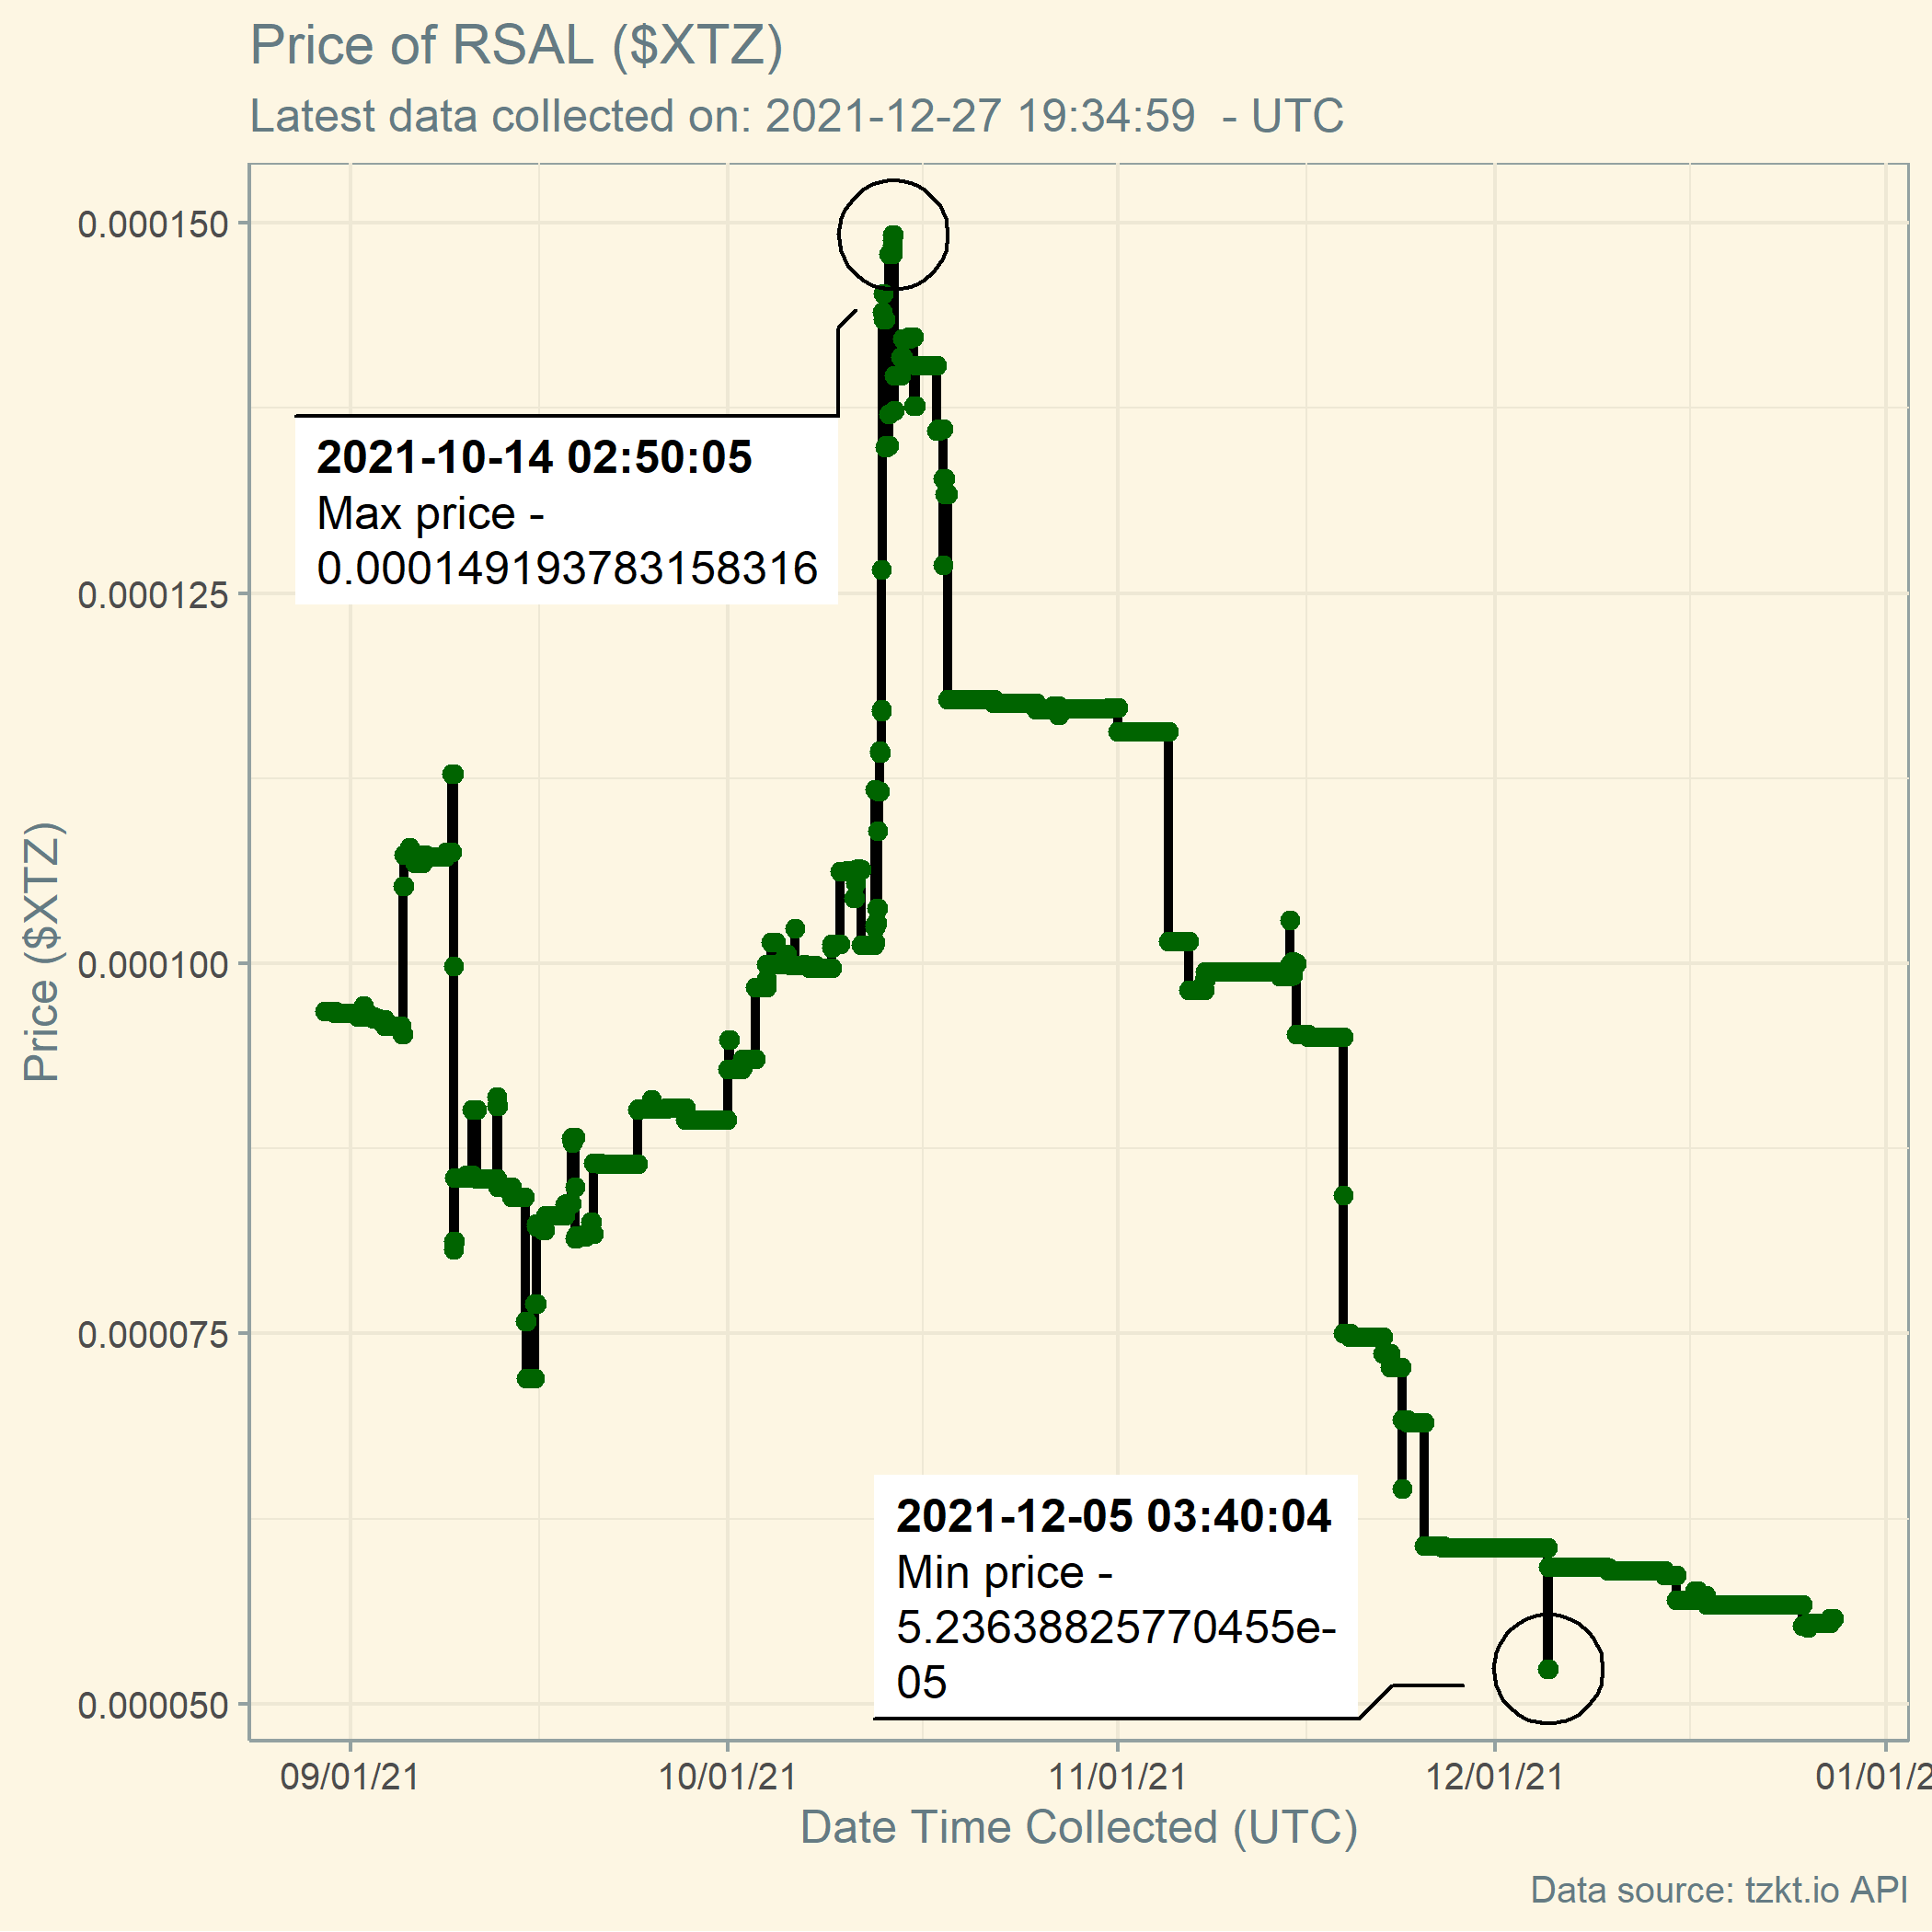 Price of RSAL ($XTZ)
Latest data collected on: 2021-12-27 19:34:59  - UTC
0.000150
0.000125
0.000100
0.000075
0.000050
Price ($XTZ)
2021-10-14 02:50:05
Max price -
0.000149193783158316
2021-12-05 03:40:04
Min price -
5.23638825770455e-
05
09/01/21
10/01/21
11/01/21
12/01/21
01/01/2
Date Time Collected (UTC)
Data source: tzkt.io API